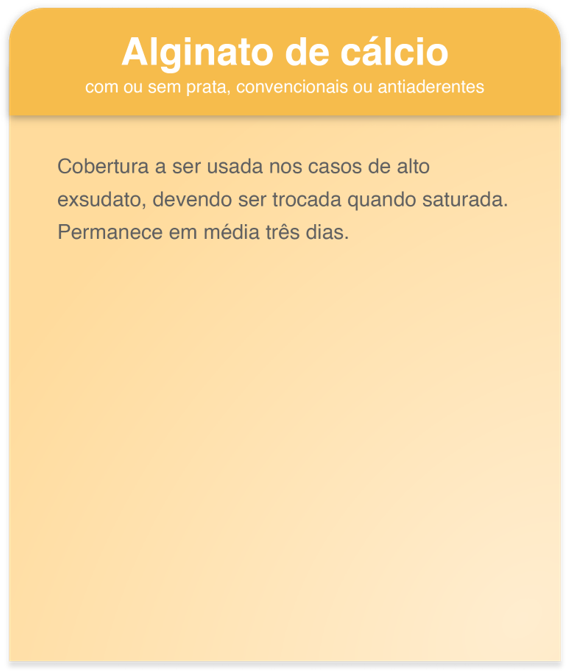 Alginato de cálcio
com ou sem prata, convencionais ou antiaderentes
Cobertura a ser usada nos casos de alto
exsudato, devendo ser trocada quando saturada.
Permanece em média três dias.